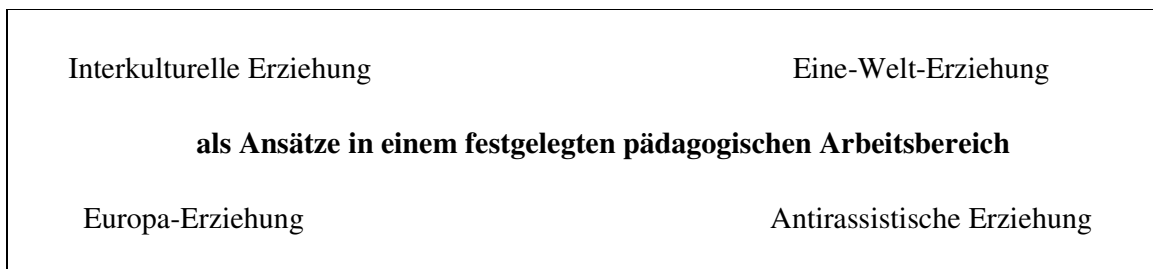 Interkulturelle Erziehung Eine-Welt-Erziehung
als Ansätze in einem festgelegten pädagogischen Arbeitsbereich
Europa-Erziehung Antirassistische Erziehung